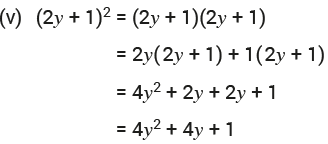 (v) (2y + 1)² = (2y + 1)(2y + 1)
= 2y(2y + 1) + 1(2y + 1)
= 4y² + 2y + 2y + 1
= 4y² + 4y + 1